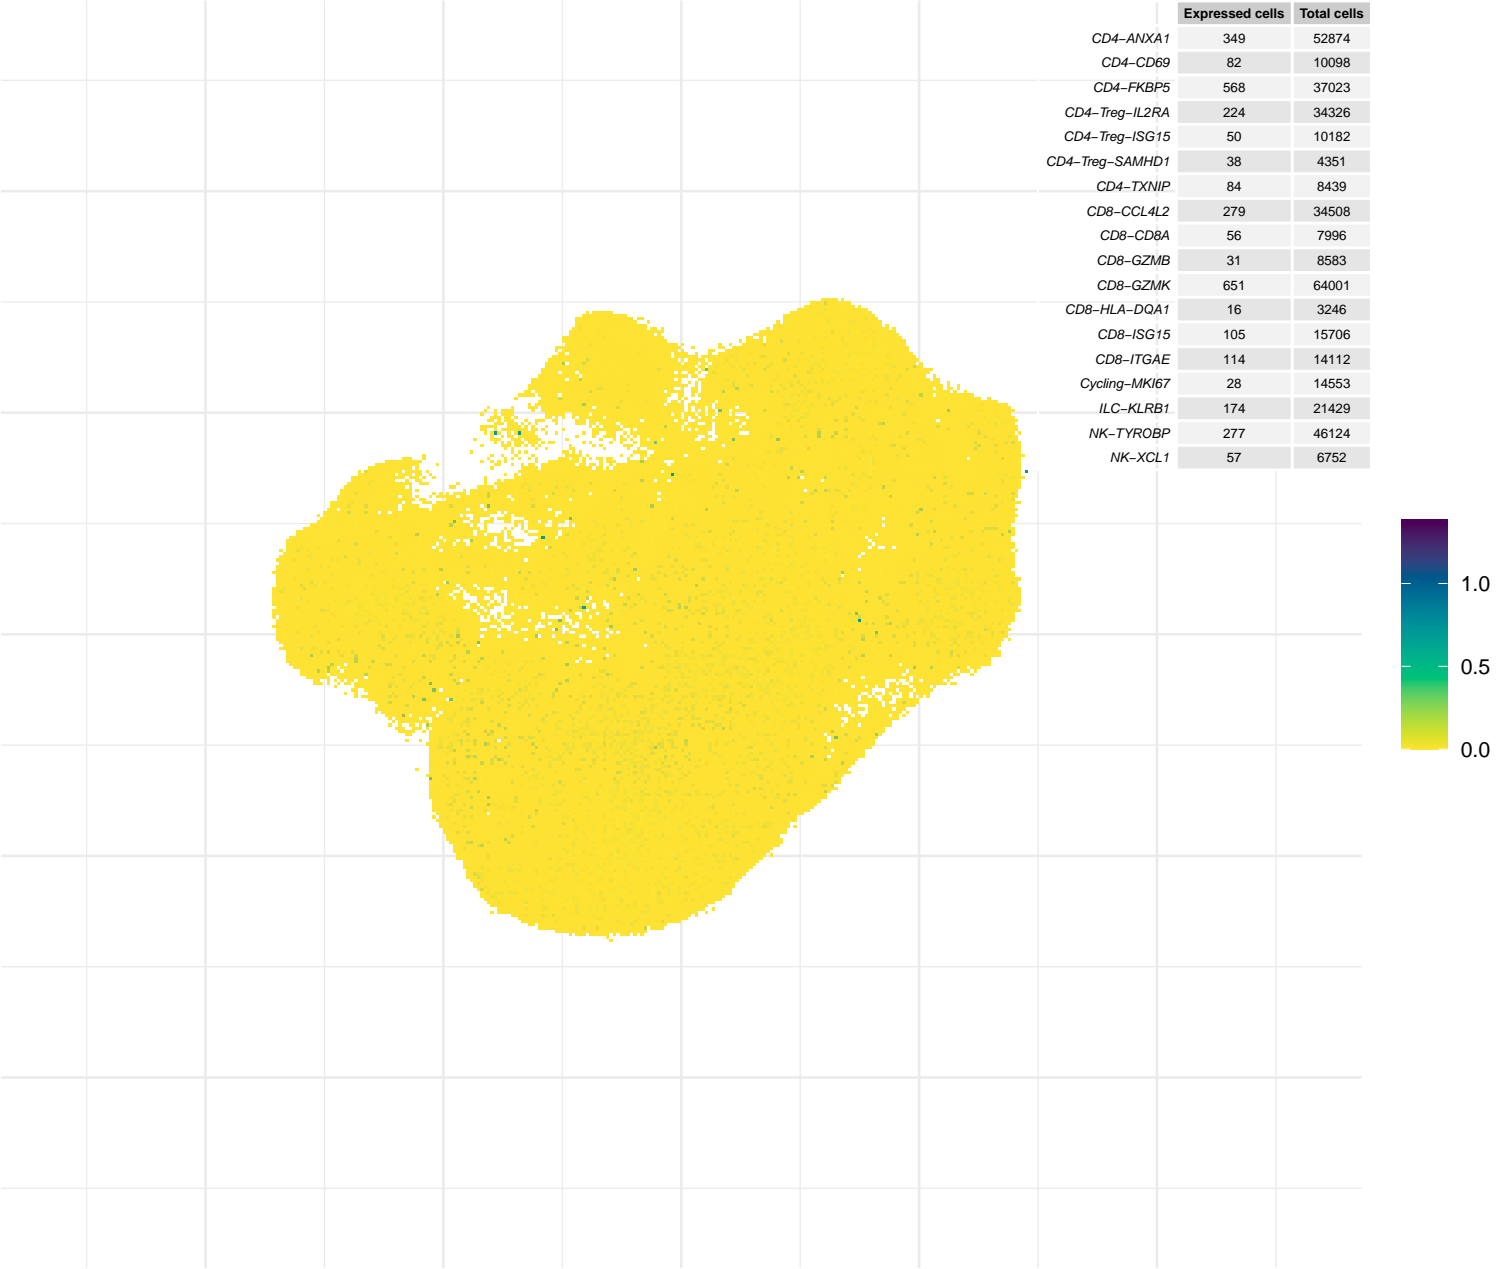 Expressed cells Total cells
CD4−ANXA1 349 52874
CD4−CD69 82 10098
CD4−FKBP5 568 37023
CD4−Treg−IL2RA 224 34326
CD4−Treg−ISG15 50 10182
CD4−Treg−SAMHD1 38 4351
CD4−TXNIP 84 8439
CD8−CCL4L2 279 34508
CD8−CD8A 56 7996
CD8−GZMB 31 8583
CD8−GZMK 651 64001
CD8−HLA−DQA1 16 3246
CD8−ISG15 105 15706
CD8−ITGAE 114 14112
Cycling−MKI67 28 14553
ILC−KLRB1 174 21429
NK−TYROBP 277 46124
NK−XCL1 57 6752
1.0
0.5
0.0